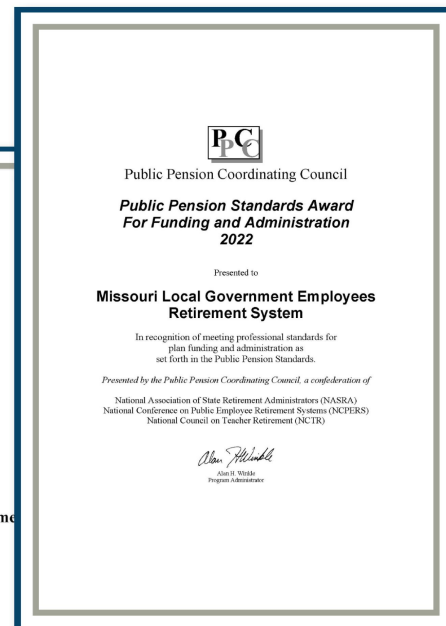 PPCC
Public Pension Coordinating Council
Public Pension Standards Award
For Funding and Administration
2022
Presented to
Missouri Local Government Employees
Retirement System
In recognition of meeting professional standards for
plan funding and administration as
set forth in the Public Pension Standards.
Presented by the Public Pension Coordinating Council, a confederation of
National Association of State Retirement Administrators (NASRA)
National Conference on Public Employee Retirement Systems (NCPERS)
National Council on Teacher Retirement (NCTR)
Alan H. Winkle
Alan H. Winkle
Program Administrator
me